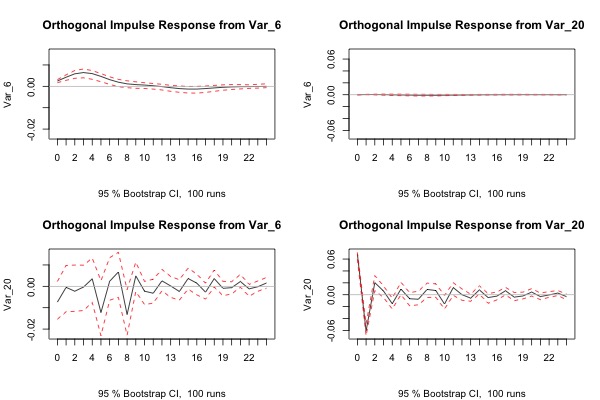 Orthogonal Impulse Response from Var_6
Var_6
0.00
-0.02
0 2 4 6 8 10 13 16 19 22
95 % Bootstrap CI, 100 runs
Orthogonal Impulse Response from Var_20
Var_6
0.06
0.00
-0.06
0 2 4 6 8 10 13 16 19 22
95 % Bootstrap CI, 100 runs
Orthogonal Impulse Response from Var_6
Var_20
0.00
-0.02
0 2 4 6 8 10 13 16 19 22
95 % Bootstrap CI, 100 runs
Orthogonal Impulse Response from Var_20
Var_20
0.06
0.00
-0.06
0 2 4 6 8 10 13 16 19 22
95 % Bootstrap CI, 100 runs